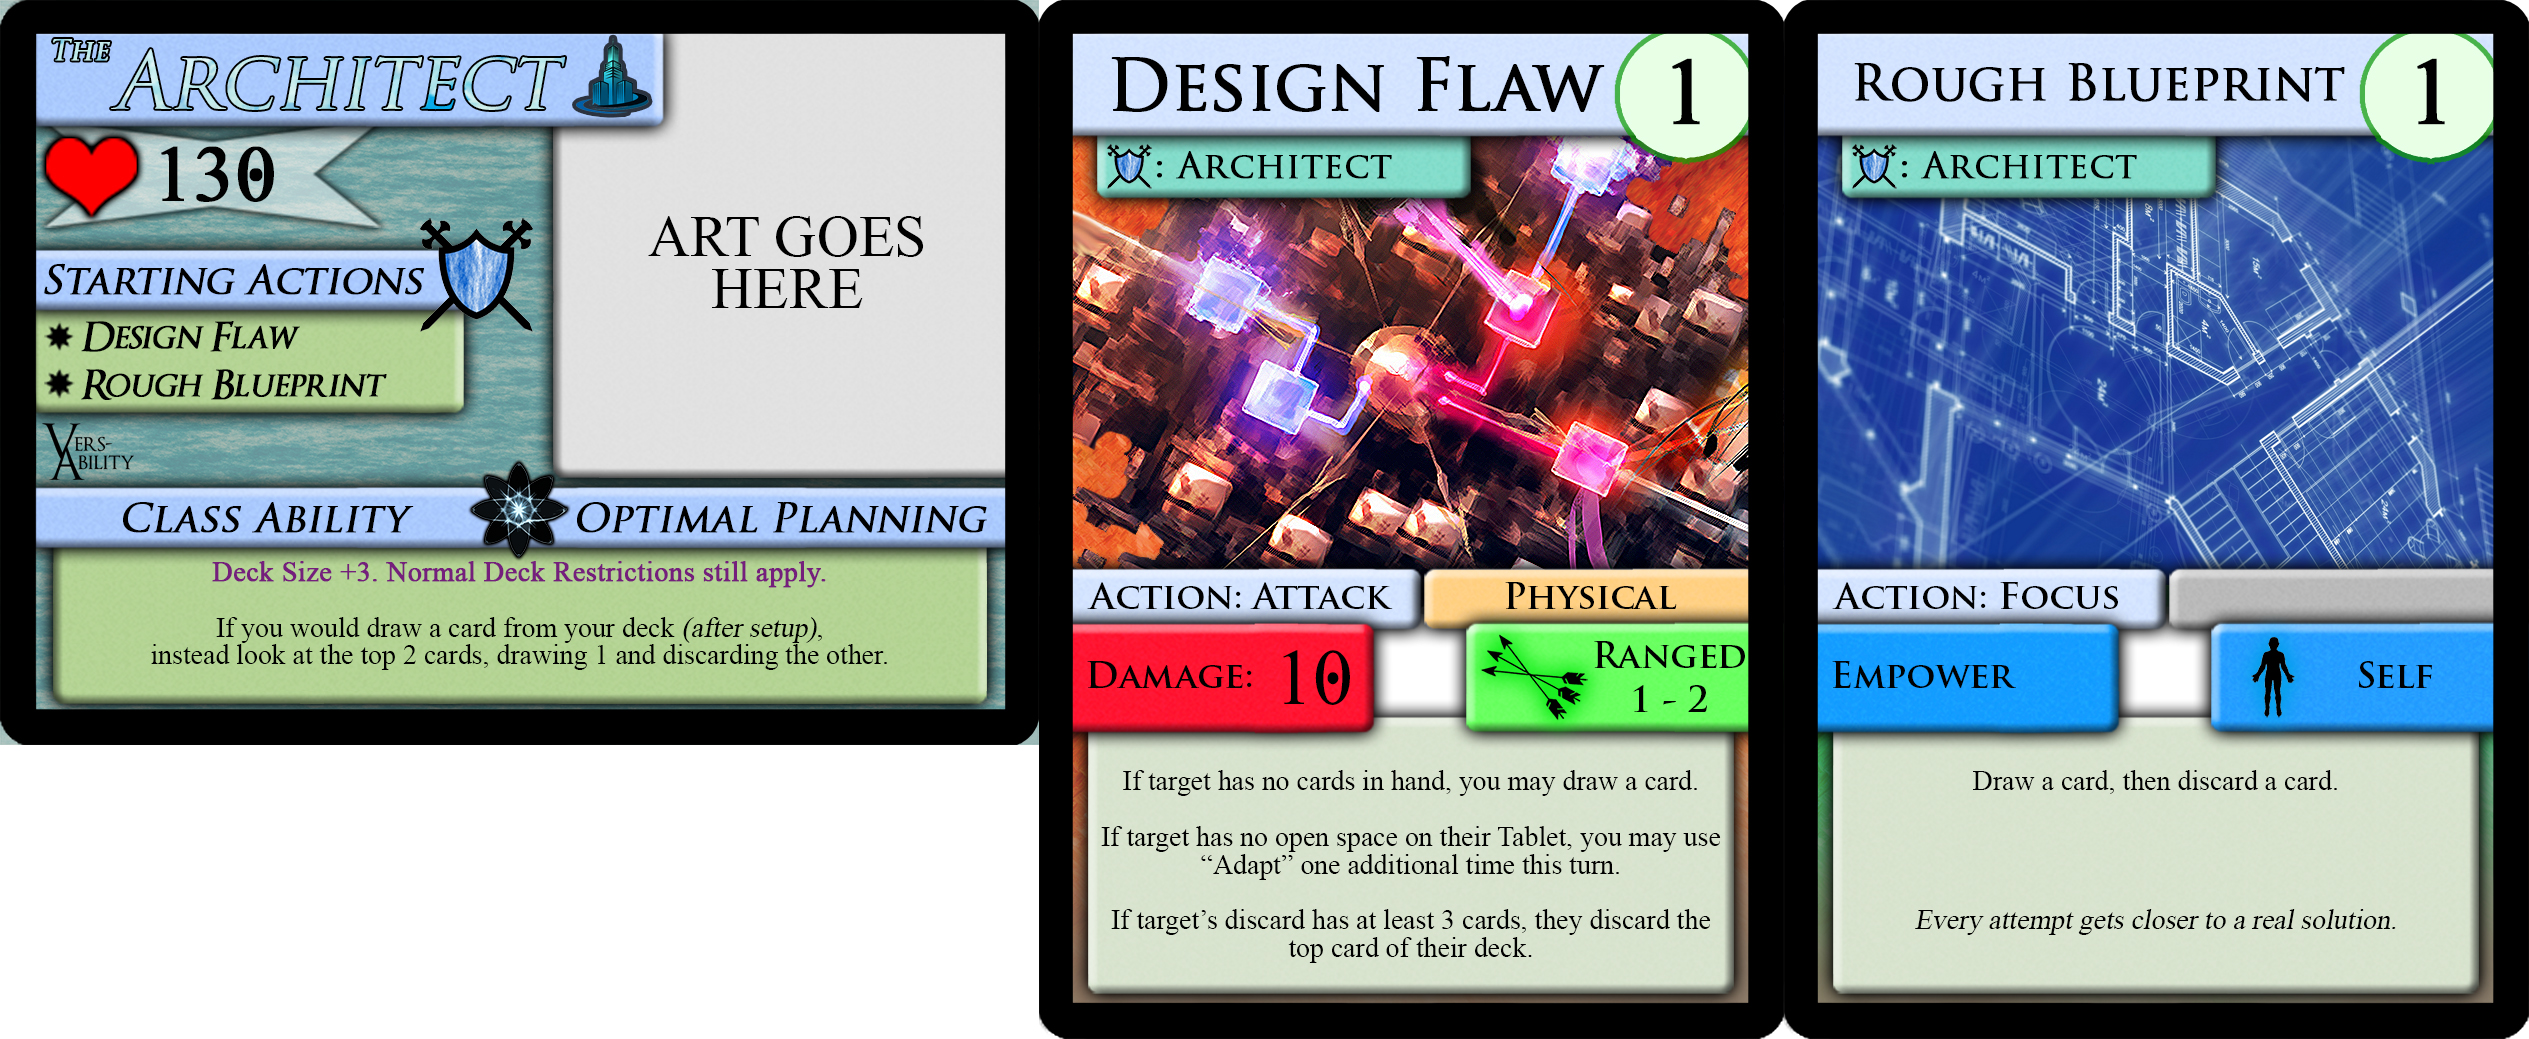 THE
ARCHITECT
130
STARTING ACTIONS
DESIGN FLAW
ROUGH BLUEPRINT
VERS-
ABILITY
ART GOES
HERE
CLASS ABILITY
OPTIMAL PLANNING
Deck Size +3. Normal Deck Restrictions still apply.
If you would draw a card from your deck (after setup),
instead look at the top 2 cards, drawing 1 and discarding the other.
DESIGN FLAW
1
: ARCHITECT
ACTION: ATTACK
PHYSICAL
DAMAGE: 10
RANGED
1 - 2
If target has no cards in hand, you may draw a card.
If target has no open space on their Tablet, you may use
“Adapt” one additional time this turn.
If target’s discard has at least 3 cards, they discard the
top card of their deck.
ROUGH BLUEPRINT
1
: ARCHITECT
ACTION: FOCUS
EMPOWER
SELF
Draw a card, then discard a card.
Every attempt gets closer to a real solution.